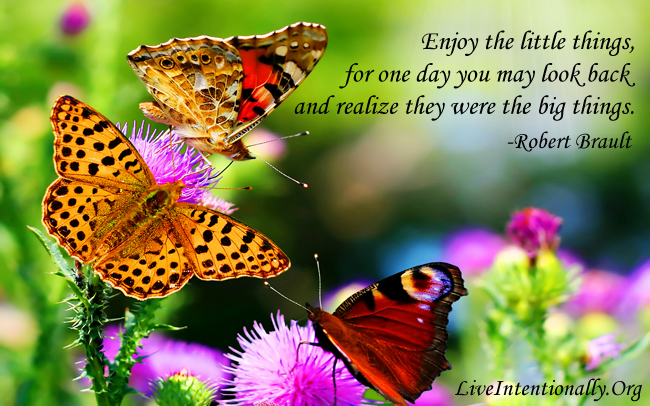 Enjoy the little things,
for one day you may look back
and realize they were the big things.
-Robert Brault
LiveIntentionally.Org